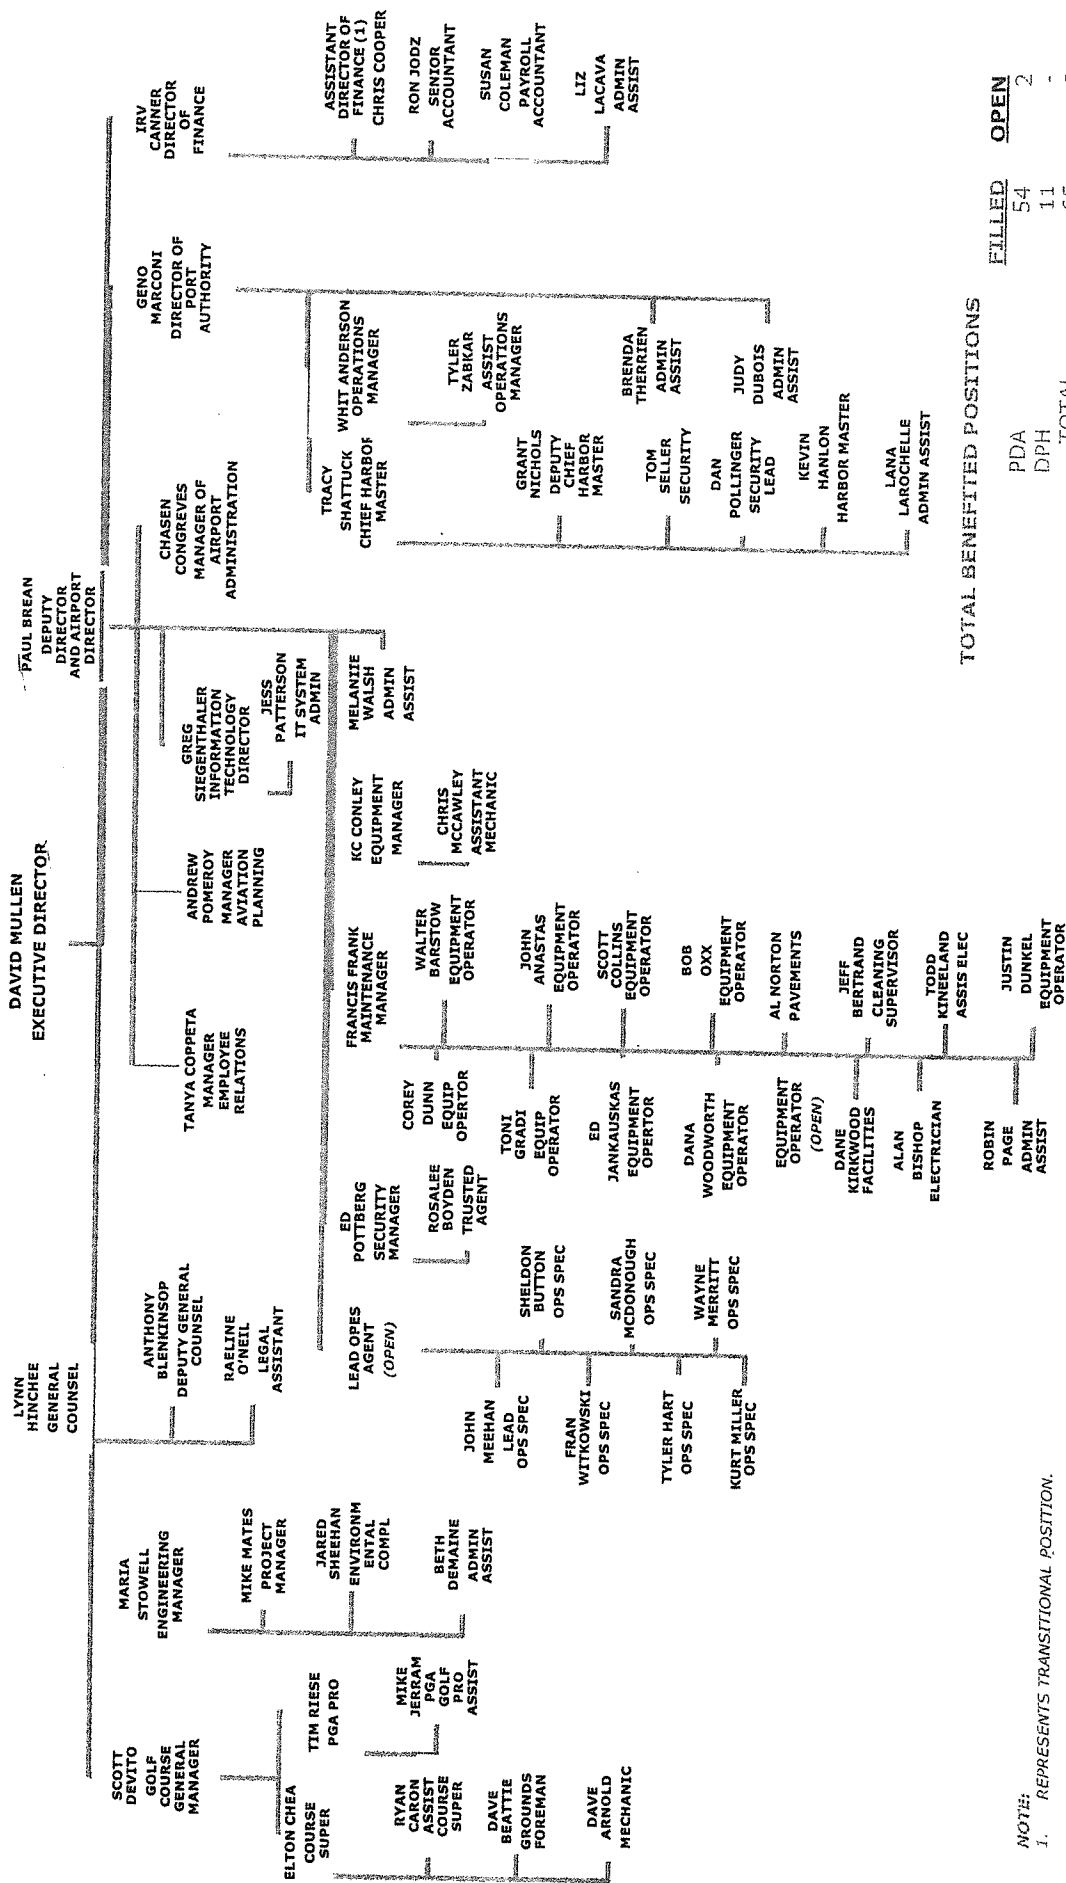 DAVID MULLEN
EXECUTIVE DIRECTOR
LYNN
HINCHEE
GENERAL
COUNSEL
PAUL BREAN
DEPUTY
DIRECTOR
AND AIRPORT
DIRECTOR
SCOTT
DEVITO
GOLF
COURSE
GENERAL
MANAGER
MARIA
STOWELL
ENGINEERING
MANAGER
ANTHONY
BLENKINSOP
DEPUTY GENERAL
COUNSEL
RAELINE
O'NEIL
LEGAL
ASSISTANT
TANYA COPPETA
MANAGER
EMPLOYEE
RELATIONS
ANDREW
POMEROY
MANAGER
AVIATION
PLANNING
GREG
SIEGENTHALER
INFORMATION
TECHNOLOGY
DIRECTOR
JESS
PATTERSON
IT SYSTEM
ADMIN
CHASEN
CONGREVES
MANAGER OF
AIRPORT
ADMINISTRATION
GENO
MARCONI
DIRECTOR OF
PORT
AUTHORITY
IRV
CANNER
DIRECTOR
OF
FINANCE
ELTON CHEA
COURSE
SUPER
TIM RIESE
PGA PRO
MIKE
JERRAM
PGA
GOLF
PRO
ASSIST
RYAN
CARON
ASSIST
COURSE
SUPER
DAVE
BEATTIE
GROUNDS
FOREMAN
DAVE
ARNOLD
MECHANIC
MIKE MATES
PROJECT
MANAGER
JARED
SHEEHAN
ENVIRONM
ENTAL
COMPL
BETH
DEMAINE
ADMIN
ASSIST
LEAD OPES
AGENT
(OPEN)
JOHN
MEEHAN
LEAD
OPS SPEC
SHELDON
BUTTON
OPS SPEC
FRAN
WITKOWSKI
OPS SPEC
SANDRA
MCDONOUGH
OPS SPEC
TYLER HART
OPS SPEC
WAYNE
MERRITT
OPS SPEC
KURT MILLER
OPS SPEC
ED
POTTBERG
SECURITY
MANAGER
ROSALEE
BOYDEN
TRUSTED
AGENT
FRANCIS FRANK
MAINTENANCE
MANAGER
COREY
DUNN
EQUIP
OPERTOR
WALTER
BARSTOW
EQUIPMENT
OPERATOR
TONI
GRADI
EQUIP
OPERATOR
JOHN
ANASTAS
EQUIPMENT
OPERATOR
ED
JANKAUSKAS
EQUIPMENT
OPERTOR
SCOTT
COLLINS
EQUIPMENT
OPERATOR
DANA
WOODWORTH
EQUIPMENT
OPERATOR
BOB
OXX
EQUIPMENT
OPERATOR
EQUIPMENT
OPERATOR
(OPEN)
AL NORTON
PAVEMENTS
DANE
KIRKWOOD
FACILITIES
JEFF
BERTRAND
CLEANING
SUPERVISOR
ALAN
BISHOP
ELECTRICIAN
TODD
KINEELAND
ASSIS ELEC
ROBIN
PAGE
ADMIN
ASSIST
JUSTIN
DUNKEL
EQUIPMENT
OPERATOR
KC CONLEY
EQUIPMENT
MANAGER
CHRIS
MCCAWLEY
ASSISTANT
MECHANIC
MELANIIE
WALSH
ADMIN
ASSIST
TRACY
SHATTUCK
CHIEF HARBOR
MASTER
WHIT ANDERSON
OPERATIONS
MANAGER
TYLER
ZABKAR
ASSIST
OPERATIONS
MANAGER
GRANT
NICHOLS
DEPUTY
CHIEF
HARBOR
MASTER
TOM
SELLER
SECURITY
DAN
POLLINGER
SECURITY
LEAD
KEVIN
HANLON
HARBOR MASTER
LANA
LAROCHELLE
ADMIN ASSIST
BRENDA
THERIEN
ADMIN
ASSIST
JUDY
DUBOIS
ADMIN
ASSIST
ASSISTANT
DIRECTOR OF
FINANCE (1)
CHRIS COOPER
RON JODZ
SENIOR
ACCOUNTANT
SUSAN
COLEMAN
PAYROLL
ACCOUNTANT
LIZ
LACAVA
ADMIN
ASSIST
TOTAL BENEFITED POSITIONS
FILLED OPEN
PDA 54 2
DPH 11
TOTAL
NOTE:
1. REPRESENTS TRANSITIONAL POSITION.